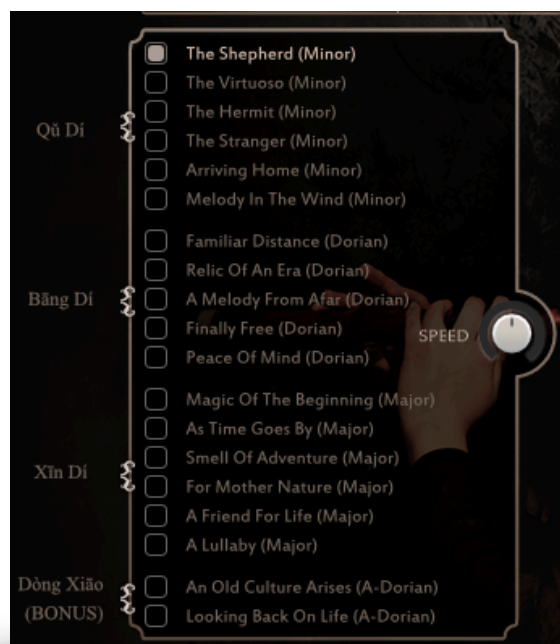 The Shepherd (Minor)
The Virtuoso (Minor)
Qǔ Dí
The Hermit (Minor)
The Stranger (Minor)
Arriving Home (Minor)
Melody In The Wind (Minor)
Familiar Distance (Dorian)
Relic Of An Era (Dorian)
Bāng Dí
A Melody From Afar (Dorian)
Finally Free (Dorian)
SPEED
Peace Of Mind (Dorian)
Magic Of The Beginning (Major)
As Time Goes By (Major)
Smell Of Adventure (Major)
Xīn Dí
For Mother Nature (Major)
A Friend For Life (Major)
A Lullaby (Major)
Dòng Xiāo
(BONUS)
An Old Culture Arises (A-Dorian)
Looking Back On Life (A-Dorian)